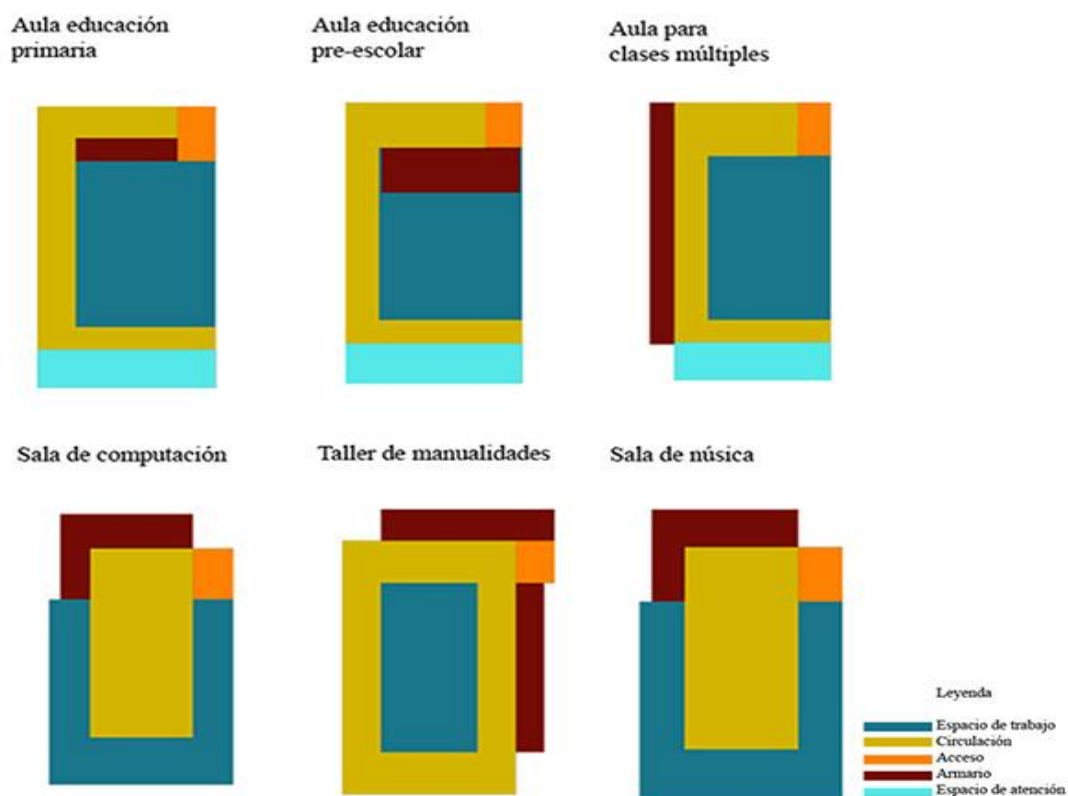 Aula educación
primaria
Aula educación
pre-escolar
Aula para
clases múltiples
Sala de computación
Taller de manualidades
Sala de núsica
Leyenda
Espacio de trabajo
Circulación
Acceso
Armario
Espacio de atención